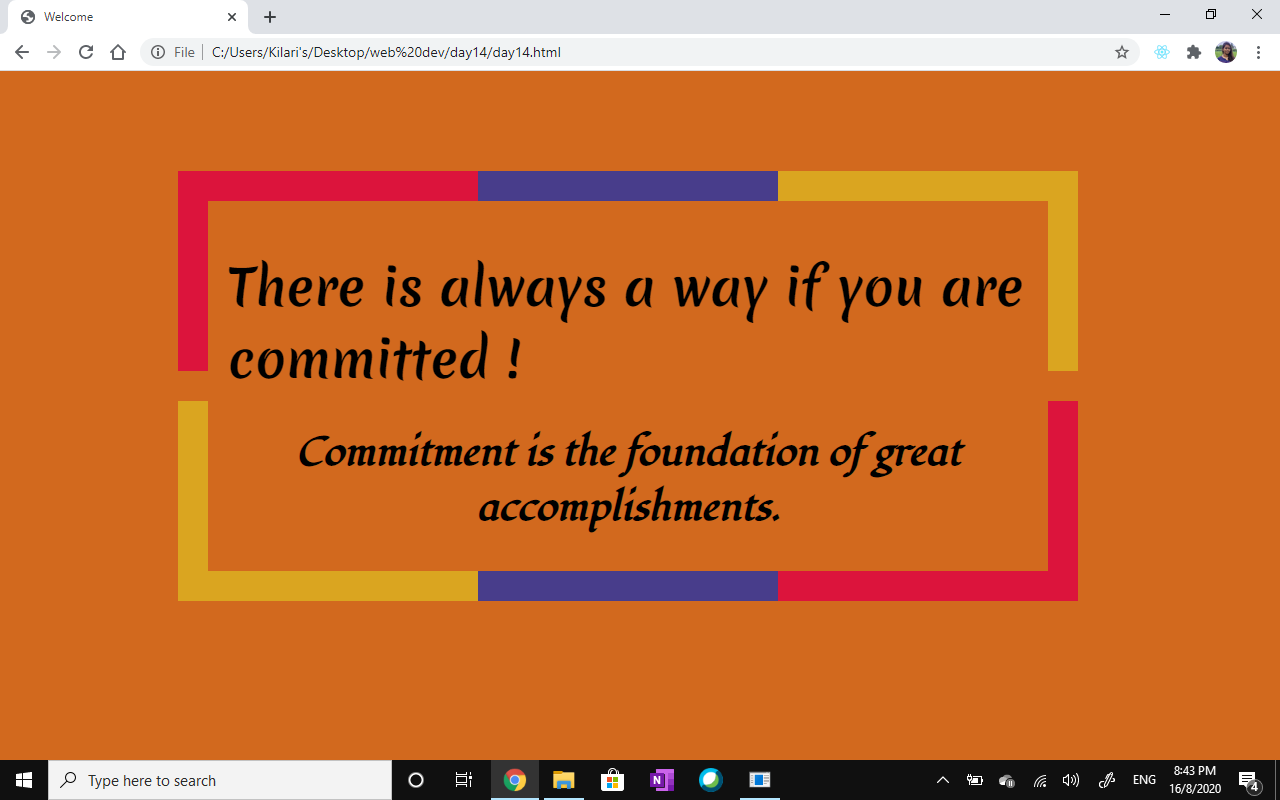 Welcome
File
C:/Users/Kilari's/Desktop/web%20dev/day14/day14.html
There is always a way if you are
committed !
Commitment is the foundation of great
accomplishments.
Type here to search
N
ENG
8:43 PM
16/8/2020
4